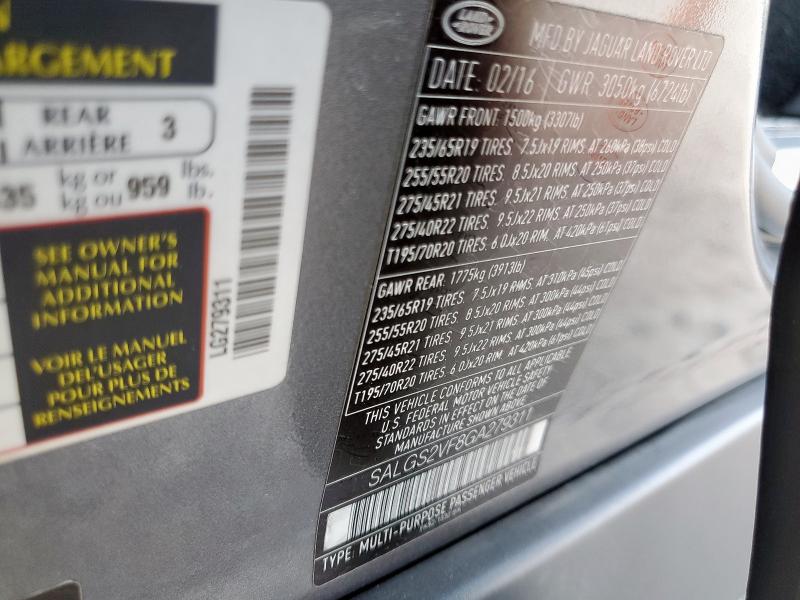 N
ARGEMENT
REAR
ARRIÈRE 3
35 kg or lbs.
kg ou 959 lb.
SEE OWNER'S
MANUAL FOR
ADDITIONAL
INFORMATION
VOIR LE MANUEL
DEL'USAGER
POUR PLUS DE
RENSEIGNEMENTS
LG279311
LAND
ROVER
MFD BY JAGUAR LAND ROVER LTD
DATE: 02/16 GWR 3050kg (6724lb)
GAWR FRONT 1500kg (3307lb)
235/65R19 TIRES. 7.5Jx19 RIMS. AT 260kPa (38psi) COLD
255/55R20 TIRES. 8.5Jx20 RIMS. AT 250kPa (37psi) COLD
275/45R21 TIRES. 9.5Jx21 RIMS. AT 250kPa (37psi) COLD
275/40R22 TIRES. 9.5Jx22 RIMS. AT 250kPa (37psi) COLD
T195/70R20 TIRES. 6.0Jx20 RIM. AT 420kPa (61psi) COLD
GAWR REAR: 1775kg (3913lb)
235/65R19 TIRES. 7.5Jx19 RIMS. AT 310kPa (45psi) COLD
255/55R20 TIRES. 8.5Jx20 RIMS. AT 300kPa (44psi) COLD
275/45R21 TIRES. 9.5Jx21 RIMS. AT 300kPa (44psi) COLD
275/40R22 TIRES. 9.5Jx22 RIMS. AT 300kPa (44psi) COLD
T195/70R20 TIRES. 6.0Jx20 RIM. AT 420kPa (61psi) COLD
THIS VEHICLE CONFORMS TO ALL APPLICABLE
U.S FEDERAL MOTOR VEHICLE SAFETY
STANDARDS IN EFFECT ON THE DATE OF
MANUFACTURE SHOWN ABOVE.
SALGS2VF8GA279311
TYPE: MULTI-PURPOSE PASSENGER VEHICLE